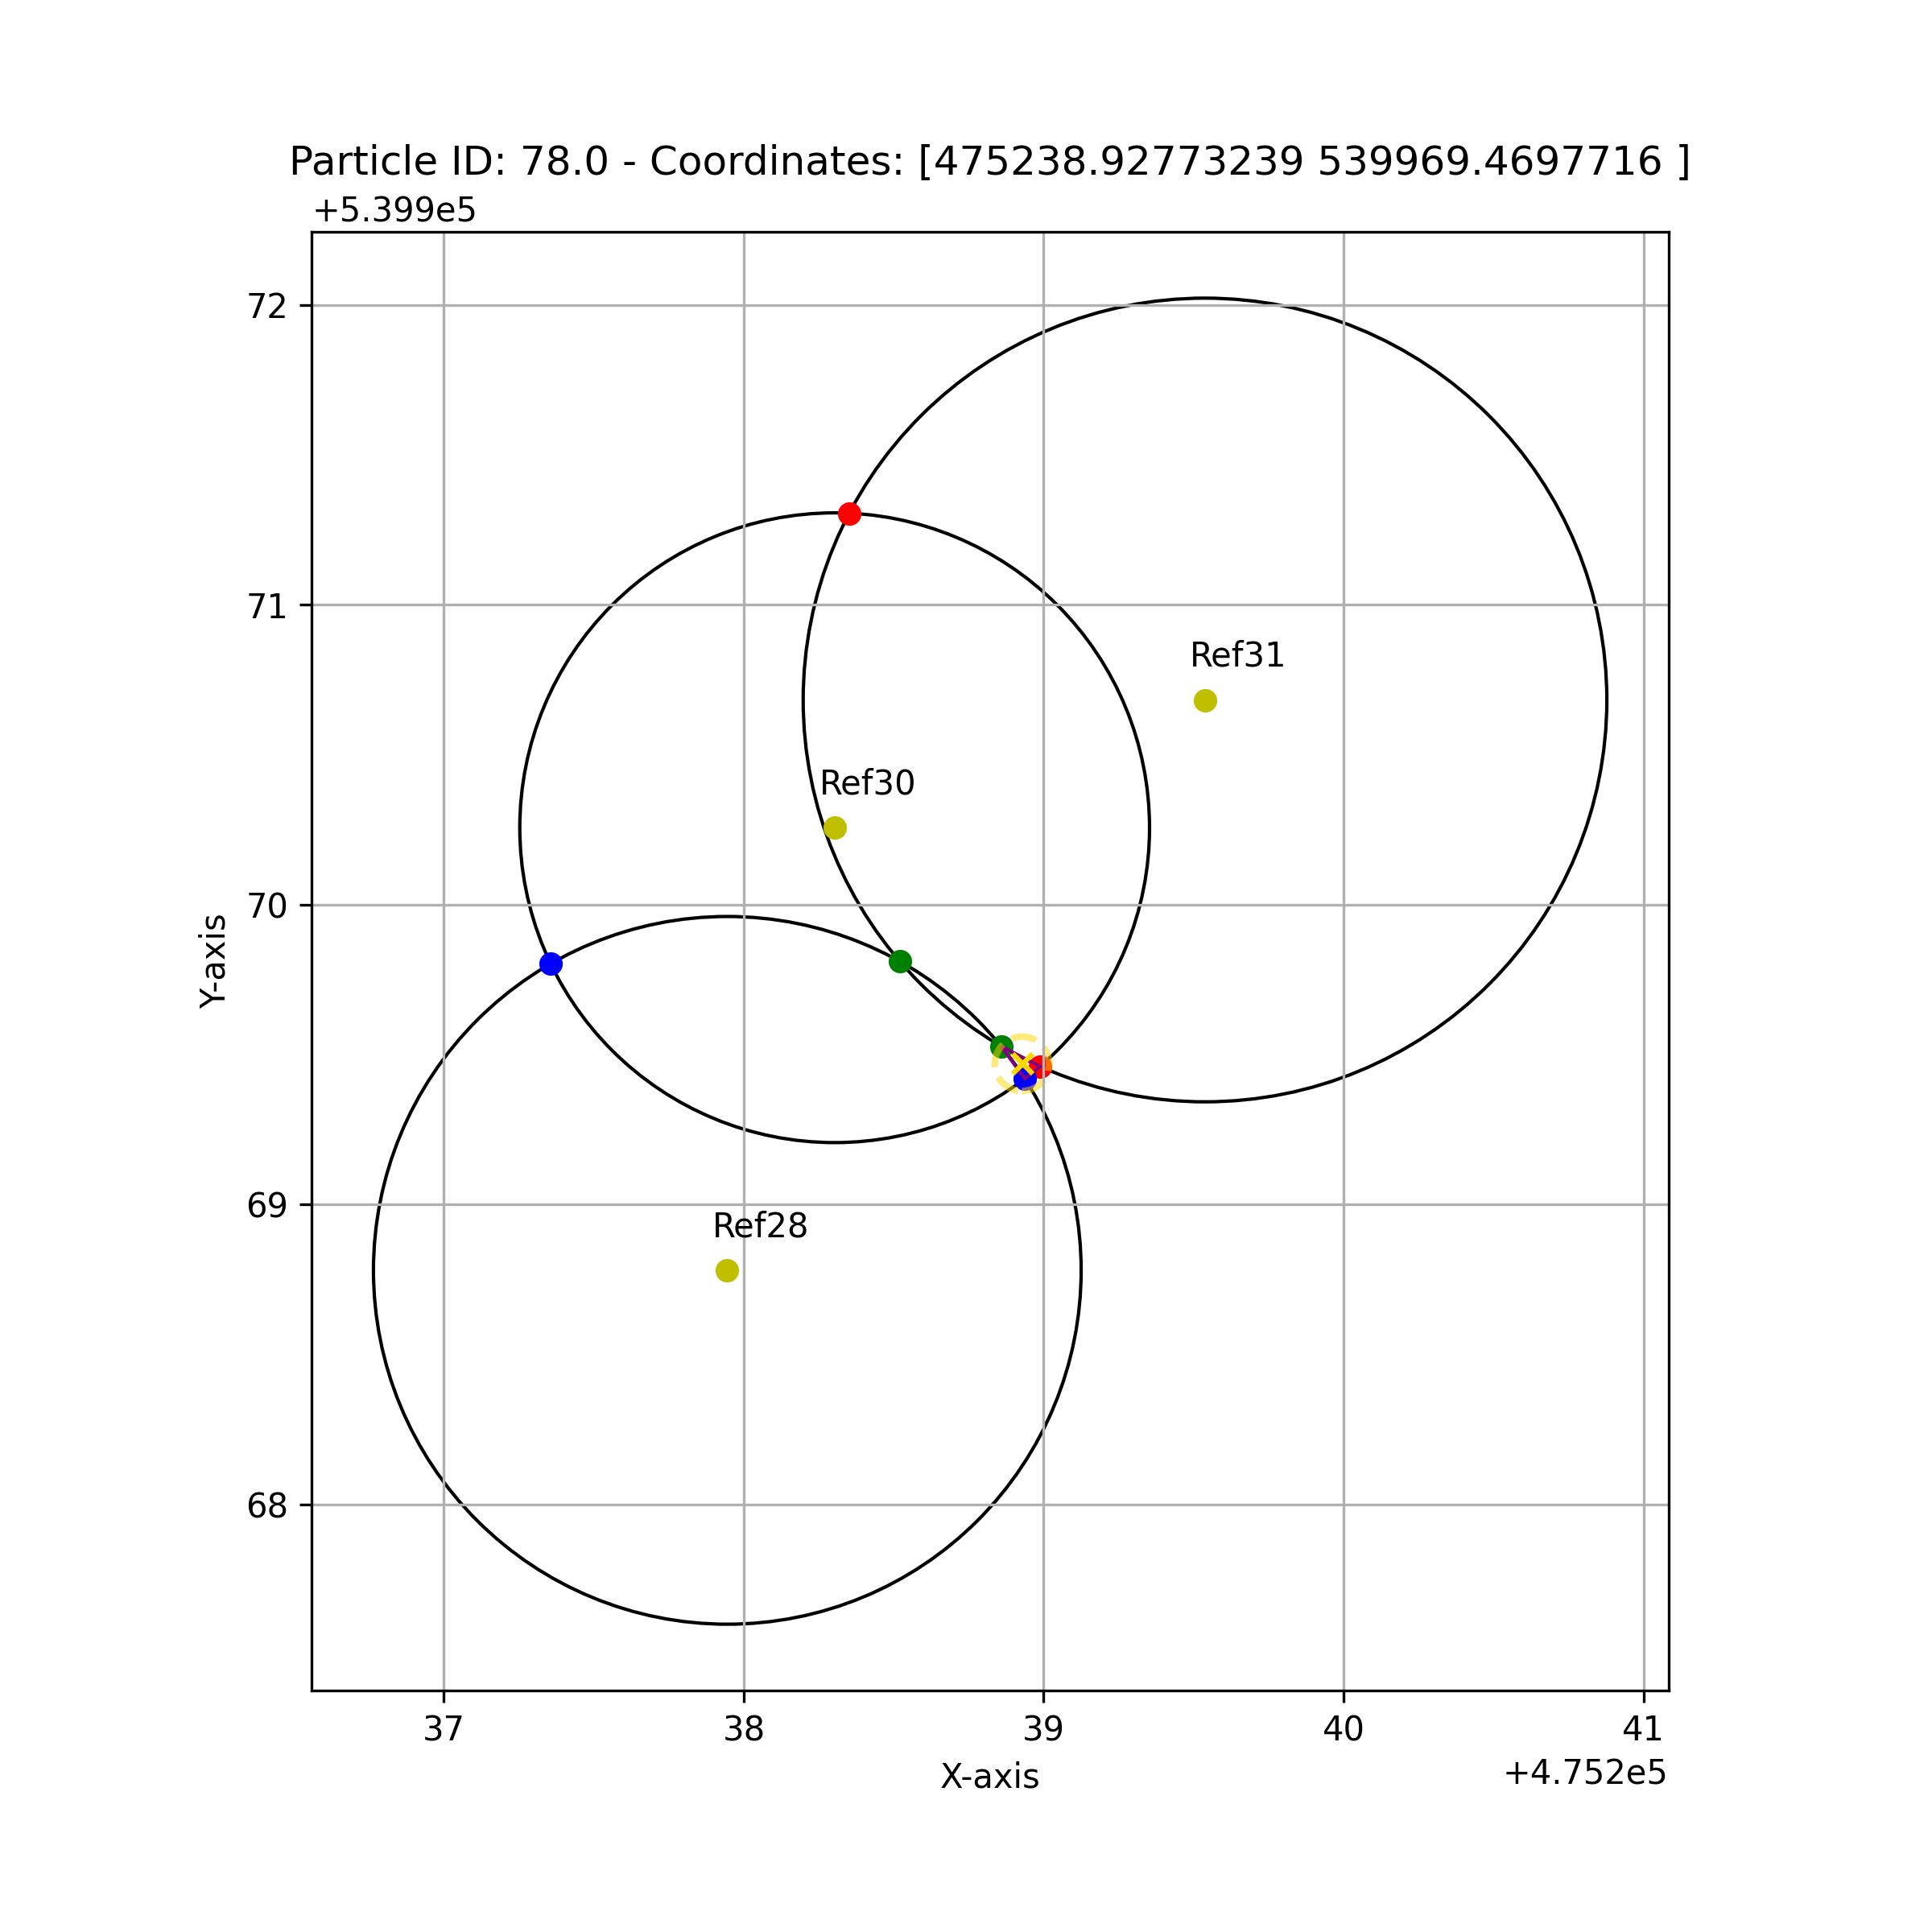 Particle ID: 78.0 - Coordinates: [475238.92773239 539969.4697716 ]
+5.399e5
72
71
Ref31
Ref30
70
Y-axis
69
Ref28
68
37 38 39 40 41
X-axis
+4.752e5